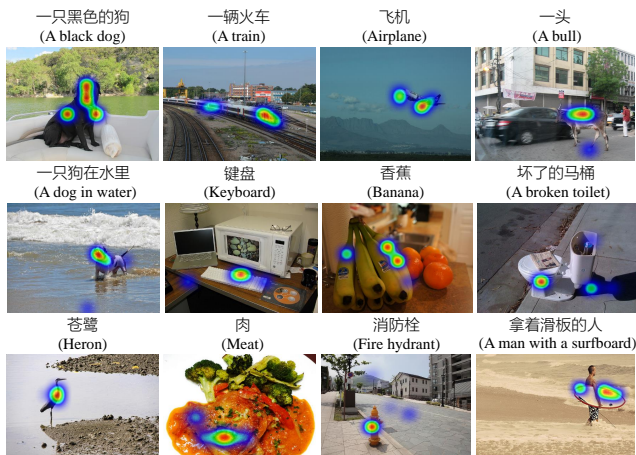 一只黑色的狗
(A black dog)
一辆火车
(A train)
飞机
(Airplane)
一头
(A bull)
一只狗在水里
(A dog in water)
键盘
(Keyboard)
香蕉
(Banana)
坏了的马桶
(A broken toilet)
苍鹭
(Heron)
肉
(Meat)
消防栓
(Fire hydrant)
拿着滑板的人
(A man with a surfboard)